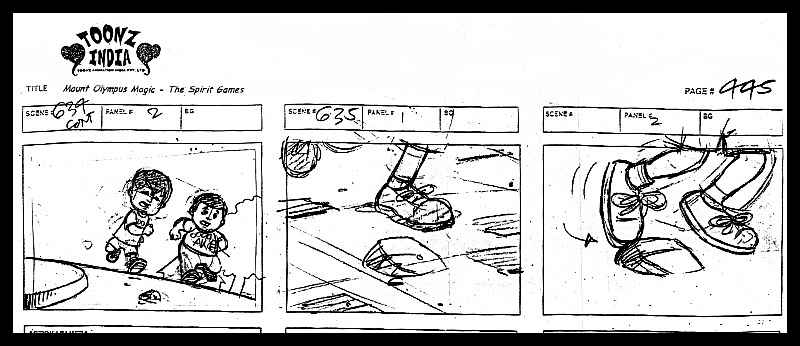 TOONZ
INDIA
TOONZ ANIMATION INDIA PVT. LTD
TITLE Mount Olympus Magic - The Spirit Games
PAGE # 445
SCENE # 634 PANEL # 2 BG
cont
SCENE # 635 PANEL # 1 BG
SCENE # PANEL # 2 BG